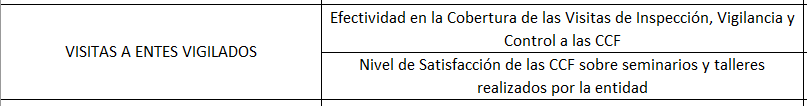 VISITAS A ENTES VIGILADOS
Efectividad en la Cobertura de las Visitas de Inspección, Vigilancia y
Control a las CCF
Nivel de Satisfacción de las CCF sobre seminarios y talleres
realizados por la entidad